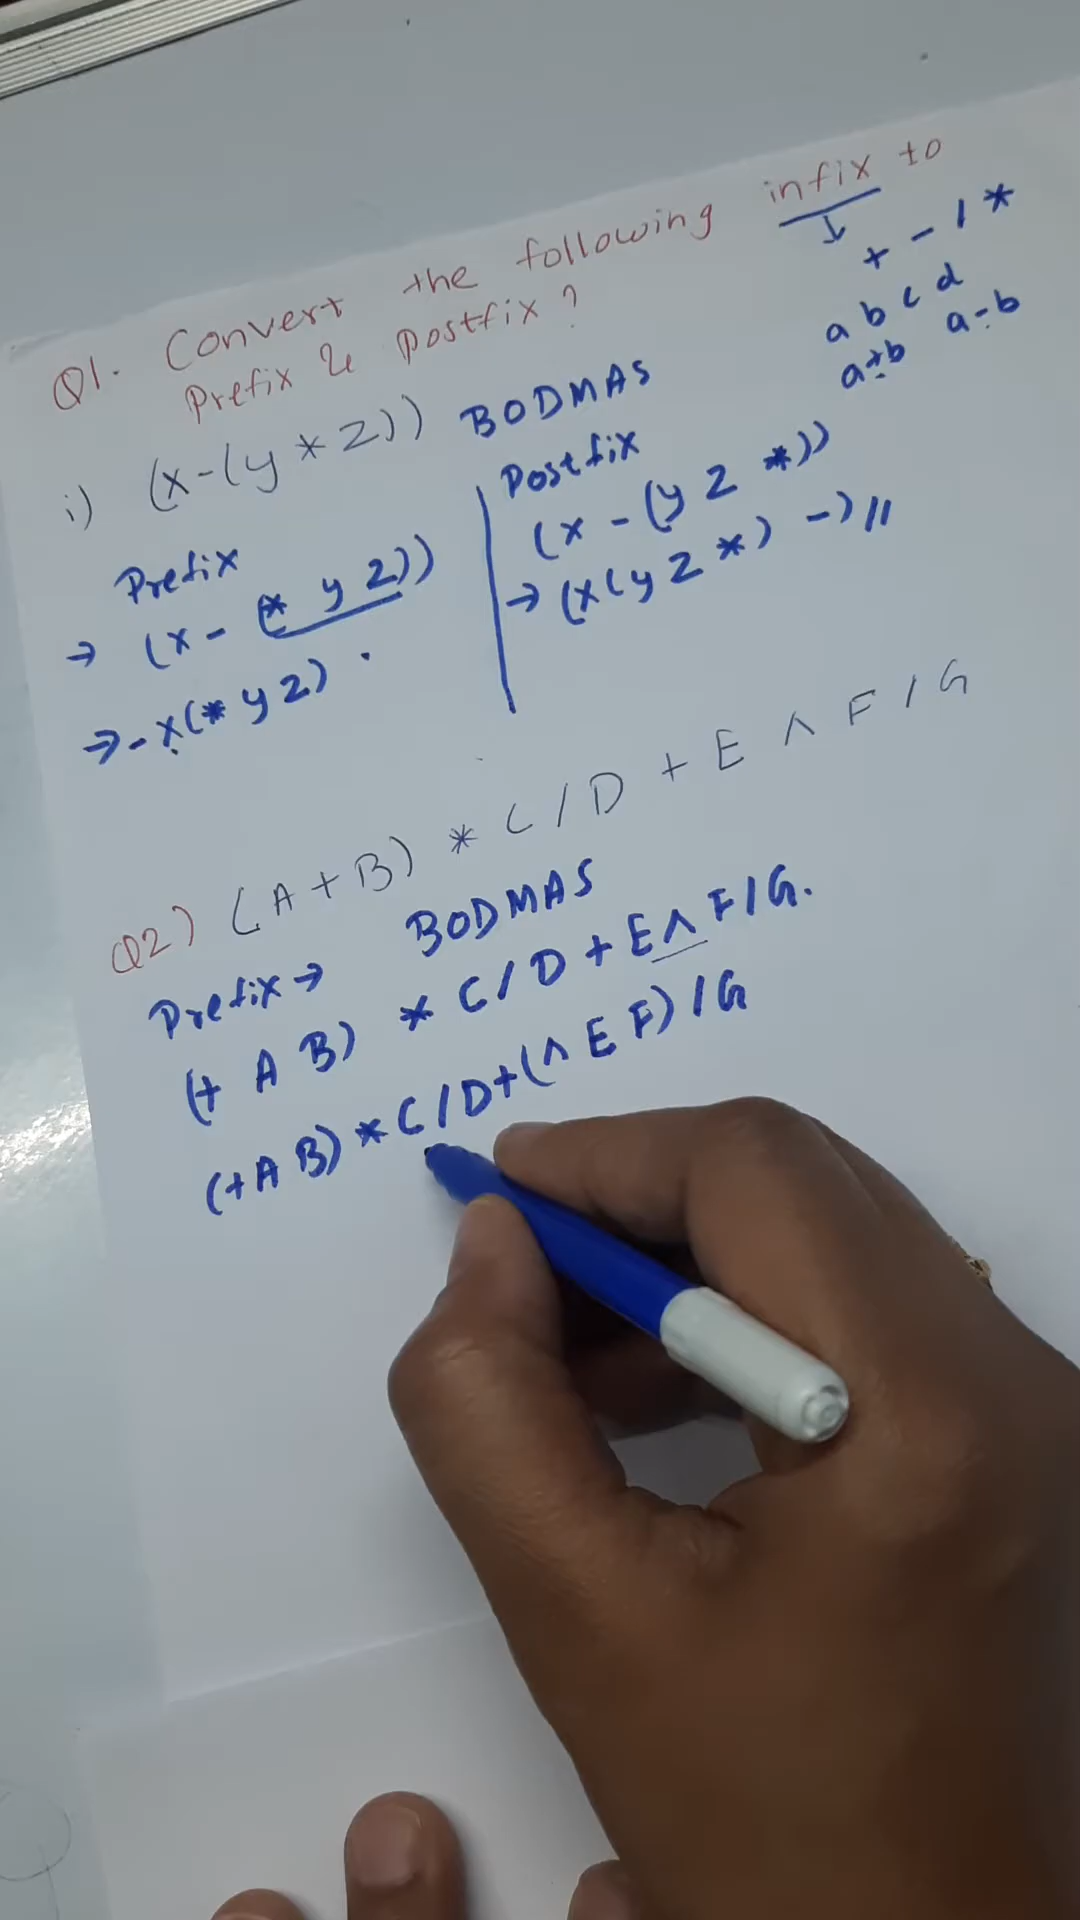 Q1. Convert the following infix to
Prefix & Postfix?
↓
+ - / *
a b c d
a+b a-b
i) (x-(y*z)) BODMAS
Prefix
→ (x - (* y z))
→ - x(* y z) .
Postfix
(x - (y z *))
→ (x(y z *) -) //
Q2) (A+B) * C/D + E ^ F / G
BODMAS
Prefix →
(+ A B) * C/D + E^F/G.
(+A B) * C/D+(^ E F)/G